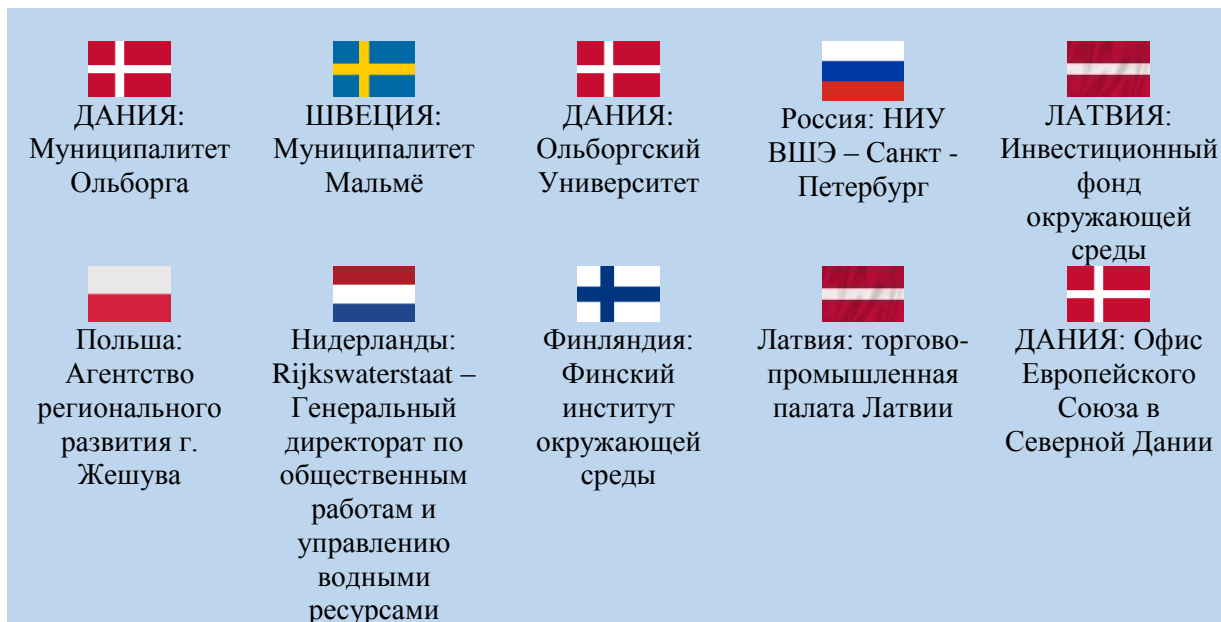 ДАНИЯ:
Муниципалитет
Ольборга
ШВЕЦИЯ:
Муниципалитет
Мальмё
ДАНИЯ:
Ольборгский
Университет
Россия: НИУ
ВШЭ – Санкт -
Петербург
ЛАТВИЯ:
Инвестиционный
фонд
окружающей
среды
Польша:
Агентство
регионального
развития г.
Жешува
Нидерланды:
Rijkswaterstaat –
Генеральный
директорат по
общественным
работам и
управлению
водными
ресурсами
Финляндия:
Финский
институт
окружающей
среды
Латвия: торгово-
промышленная
палата Латвии
ДАНИЯ: Офис
Европейского
Союза в
Северной Дании